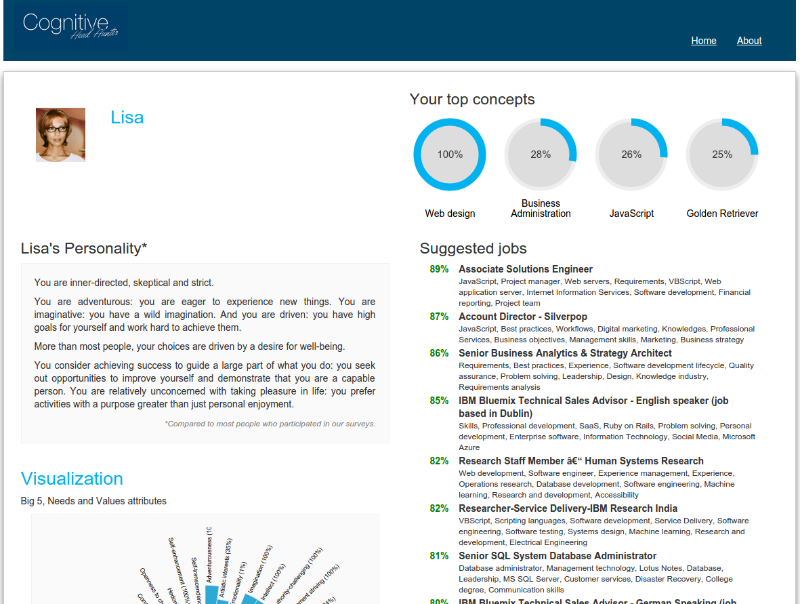 Cognitive
Head Hunter
Home About
Lisa
Your top concepts
100% 28% 26% 25%
Web design
Business
Administration
JavaScript
Golden Retriever
Lisa's Personality*
You are inner-directed, skeptical and strict.
You are adventurous: you are eager to experience new things. You are
imaginative: you have a wild imagination. And you are driven: you have high
goals for yourself and work hard to achieve them.
More than most people, your choices are driven by a desire for well-being.
You consider achieving success to guide a large part of what you do: you seek
out opportunities to improve yourself and demonstrate that you are a capable
person. You are relatively unconcerned with taking pleasure in life: you prefer
activities with a purpose greater than just personal enjoyment.
*Compared to most people who participated in our surveys.
Visualization
Big 5, Needs and Values attributes
Self-enhancement (100%
Adventurousness (10
Artistic interests (35%)
Emotionality (1%)
Imagination (100%)
Intellect (100%)
Authority-challenging (100%)
Suggested jobs
89% Associate Solutions Engineer
JavaScript, Project manager, Web servers, Requirements, VBScript, Web
application server, Internet Information Services, Software development, Financial
reporting, Project team
87% Account Director - Silverpop
JavaScript, Best practices, Workflows, Digital marketing, Knowledges, Professional
Services, Business objectives, Management skills, Marketing, Business strategy
86% Senior Business Analytics & Strategy Architect
Requirements, Best practices, Experience, Software development lifecycle, Quality
assurance, Problem solving, Leadership, Design, Knowledge industry,
Requirements analysis
85% IBM Bluemix Technical Sales Advisor - English speaker (job
based in Dublin)
Skills, Professional development, SaaS, Ruby on Rails, Problem solving, Personal
development, Enterprise software, Information Technology, Social Media, Microsoft
Azure
82% Research Staff Member â€“ Human Systems Research
Web development, Software engineer, Experience management, Experience,
Operations research, Database development, Software engineering, Machine
learning, Research and development, Accessibility
82% Researcher-Service Delivery-IBM Research India
VBScript, Scripting languages, Software development, Service Delivery, Software
engineering, Software testing, Systems design, Machine learning, Research and
development, Electrical Engineering
81% Senior SQL System Database Administrator
Database administrator, Management technology, Lotus Notes, Database,
Leadership, MS SQL Server, Customer services, Disaster Recovery, College
degree, Communication skills
80% IBM Bluemix Technical Sales Advisor - German Speaking (job